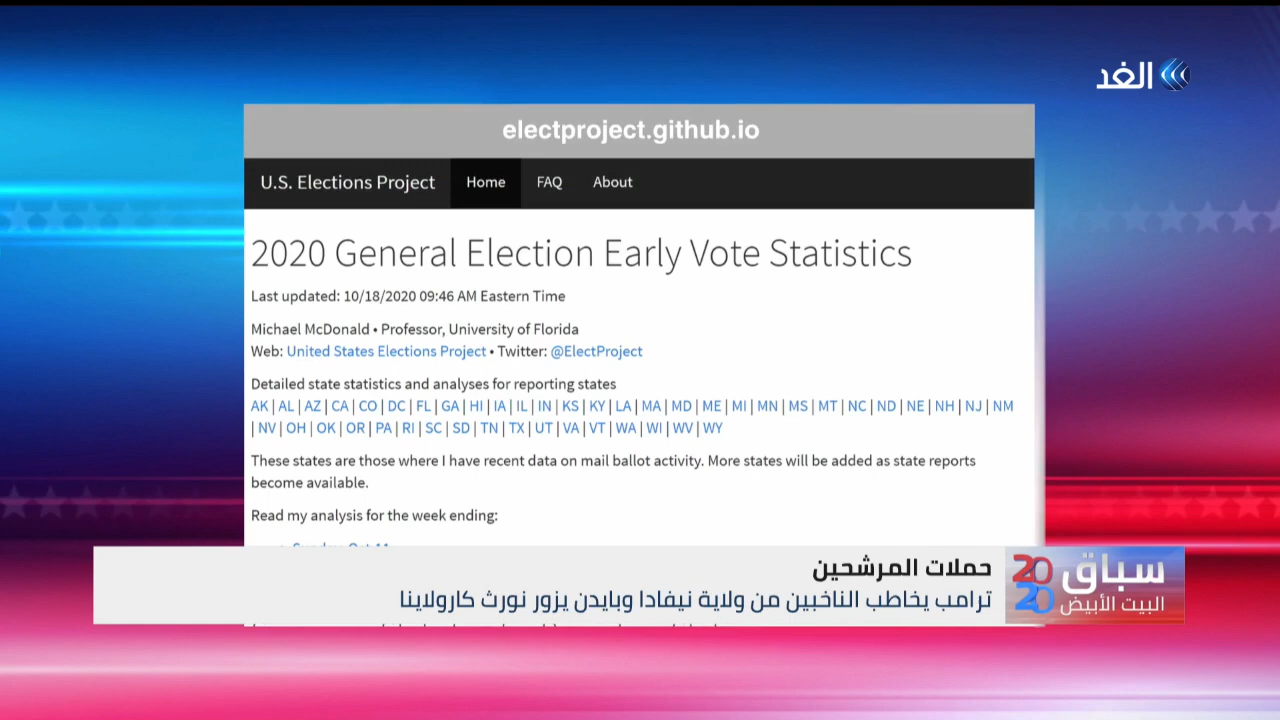 الغد
electproject.github.io
U.S. Elections Project Home FAQ About
2020 General Election Early Vote Statistics
Last updated: 10/18/2020 09:46 AM Eastern Time
Michael McDonald • Professor, University of Florida
Web: United States Elections Project • Twitter: @ElectProject
Detailed state statistics and analyses for reporting states
AK | AL | AZ | CA | CO | DC | FL | GA | HI | IA | IL | IN | KS | KY | LA | MA | MD | ME | MI | MN | MS | MT | NC | ND | NE | NH | NJ | NM
| NV | OH | OK | OR | PA | RI | SC | SD | TN | TX | UT | VA | VT | WA | WI | WV | WY
These states are those where I have recent data on mail ballot activity. More states will be added as state reports
become available.
Read my analysis for the week ending:
حملات المرشحين
ترامب يخاطب الناخبين من ولاية نيفادا وبايدن يزور نورث كارولاينا
سباق 20
البيت الأبيض 20